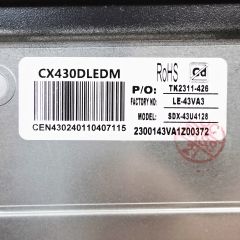 CX430DLEDM
RoHS
Cd
P/O: TK2311-426
FACTORY NO: LE-43VA3
MODEL: SDX-43U4128
CEN430240110407115
2300143VA1Z00372